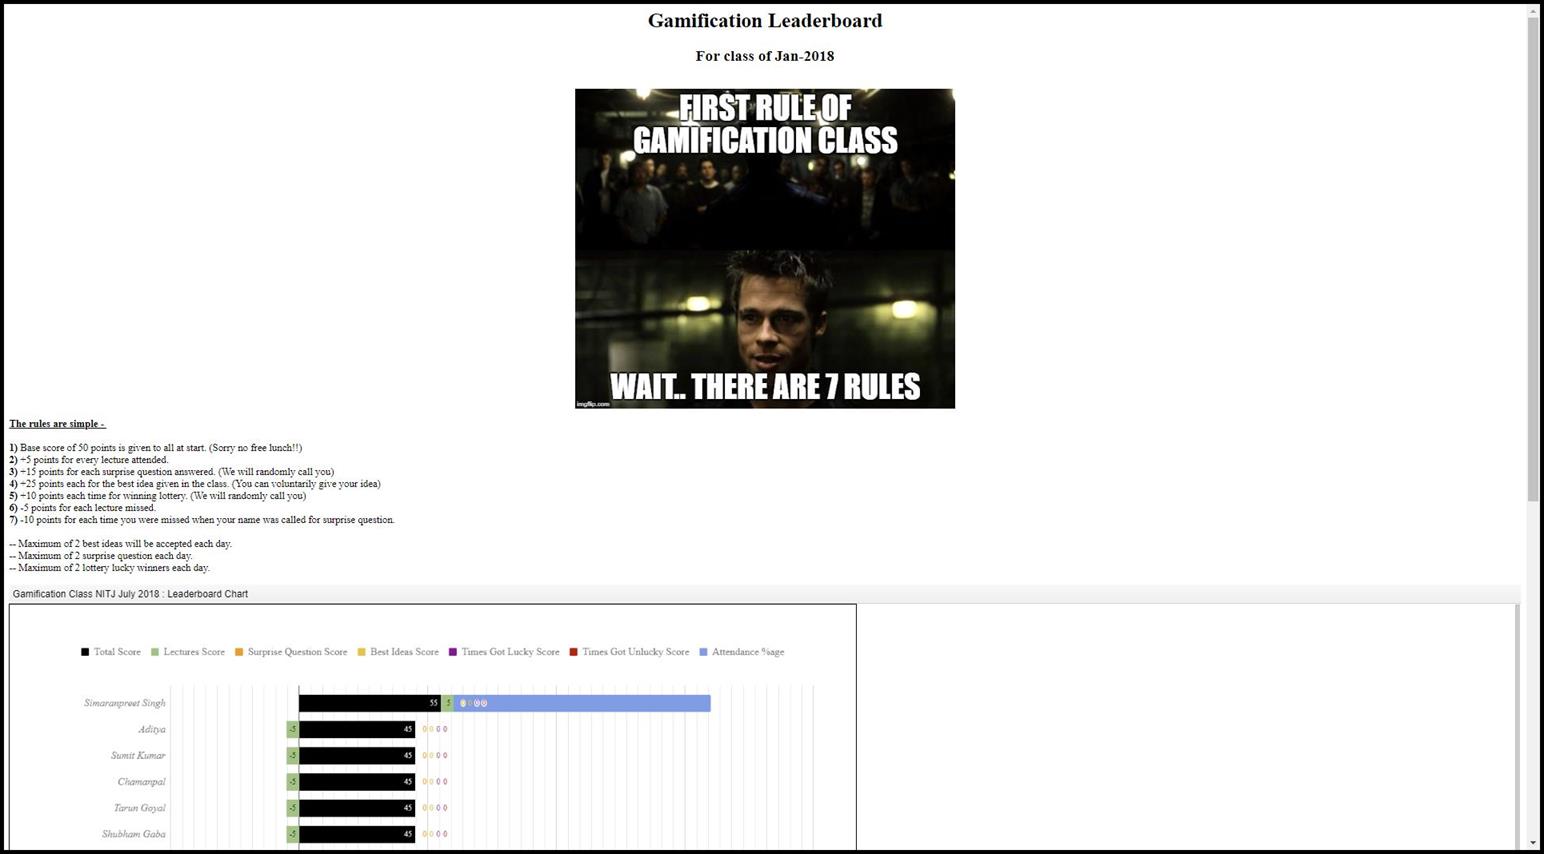 Gamification Leaderboard
For class of Jan-2018
FIRST RULE OF
GAMIFICATION CLASS
WAIT.. THERE ARE 7 RULES
imgflip.com
The rules are simple -
1) Base score of 50 points is given to all at start. (Sorry no free lunch!!)
2) +5 points for every lecture attended.
3) +15 points for each surprise question answered. (We will randomly call you)
4) +25 points each for the best idea given in the class. (You can voluntarily give your idea)
5) +10 points each time for winning lottery. (We will randomly call you)
6) -5 points for each lecture missed.
7) -10 points for each time you were missed when your name was called for surprise question.
-- Maximum of 2 best ideas will be accepted each day.
-- Maximum of 2 surprise question each day.
-- Maximum of 2 lottery lucky winners each day.
Gamification Class NITJ July 2018 : Leaderboard Chart
Total Score Lectures Score Surprise Question Score Best Ideas Score Times Got Lucky Score Times Got Unlucky Score Attendance %age
Simaranpreet Singh 55 5 0 0 0 0
Aditya -5 45 0 0 0 0
Sumit Kumar -5 45 0 0 0 0
Chamanpal -5 45 0 0 0 0
Tarun Goyal -5 45 0 0 0 0
Shubham Gaba -5 45 0 0 0 0